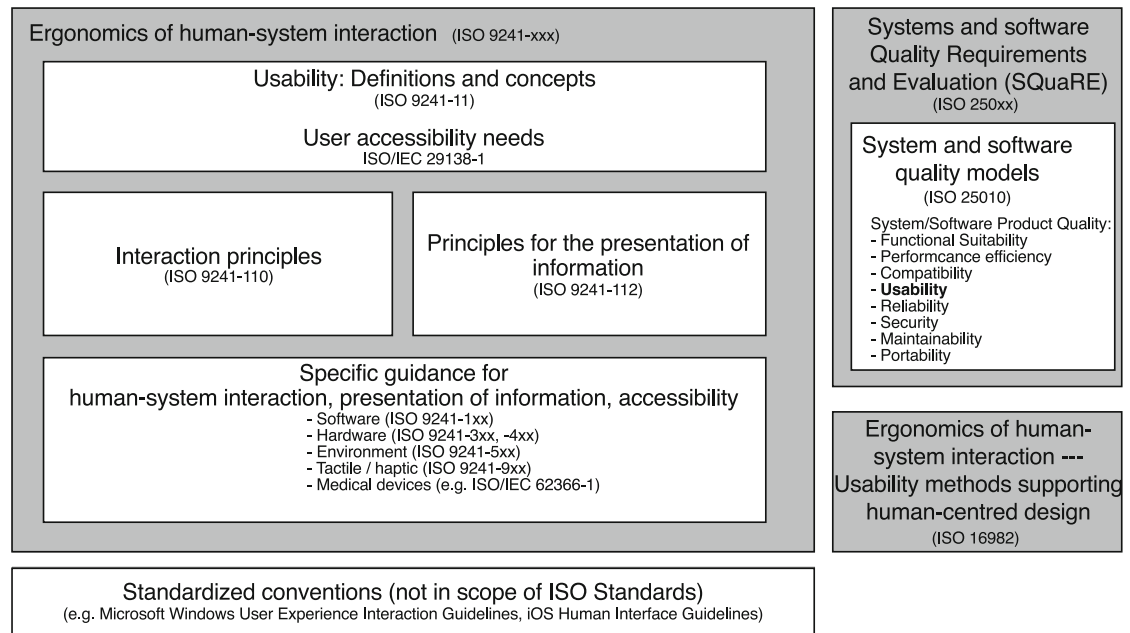 Ergonomics of human-system interaction (ISO 9241-xxx)
Usability: Definitions and concepts
(ISO 9241-11)
User accessibility needs
ISO/IEC 29138-1
Interaction principles
(ISO 9241-110)
Principles for the presentation of
information
(ISO 9241-112)
Specific guidance for
human-system interaction, presentation of information, accessibility
- Software (ISO 9241-1xx)
- Hardware (ISO 9241-3xx, -4xx)
- Environment (ISO 9241-5xx)
- Tactile / haptic (ISO 9241-9xx)
- Medical devices (e.g. ISO/IEC 62366-1)
Standardized conventions (not in scope of ISO Standards)
(e.g. Microsoft Windows User Experience Interaction Guidelines, iOS Human Interface Guidelines)
Systems and software
Quality Requirements
and Evaluation (SQuaRE)
(ISO 250xx)
System and software
quality models
(ISO 25010)
System/Software Product Quality:
- Functional Suitability
- Performcance efficiency
- Compatibility
- Usability
- Reliability
- Security
- Maintainability
- Portability
Ergonomics of human-
system interaction ---
Usability methods supporting
human-centred design
(ISO 16982)